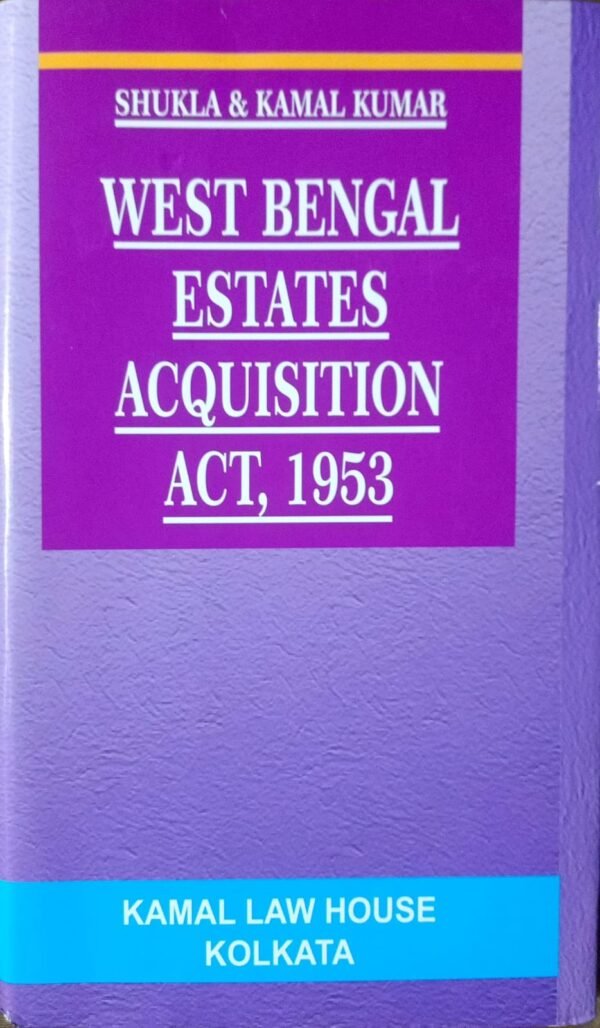 SHUKLA & KAMAL KUMAR
WEST BENGAL
ESTATES
ACQUISITION
ACT, 1953
KAMAL LAW HOUSE
KOLKATA